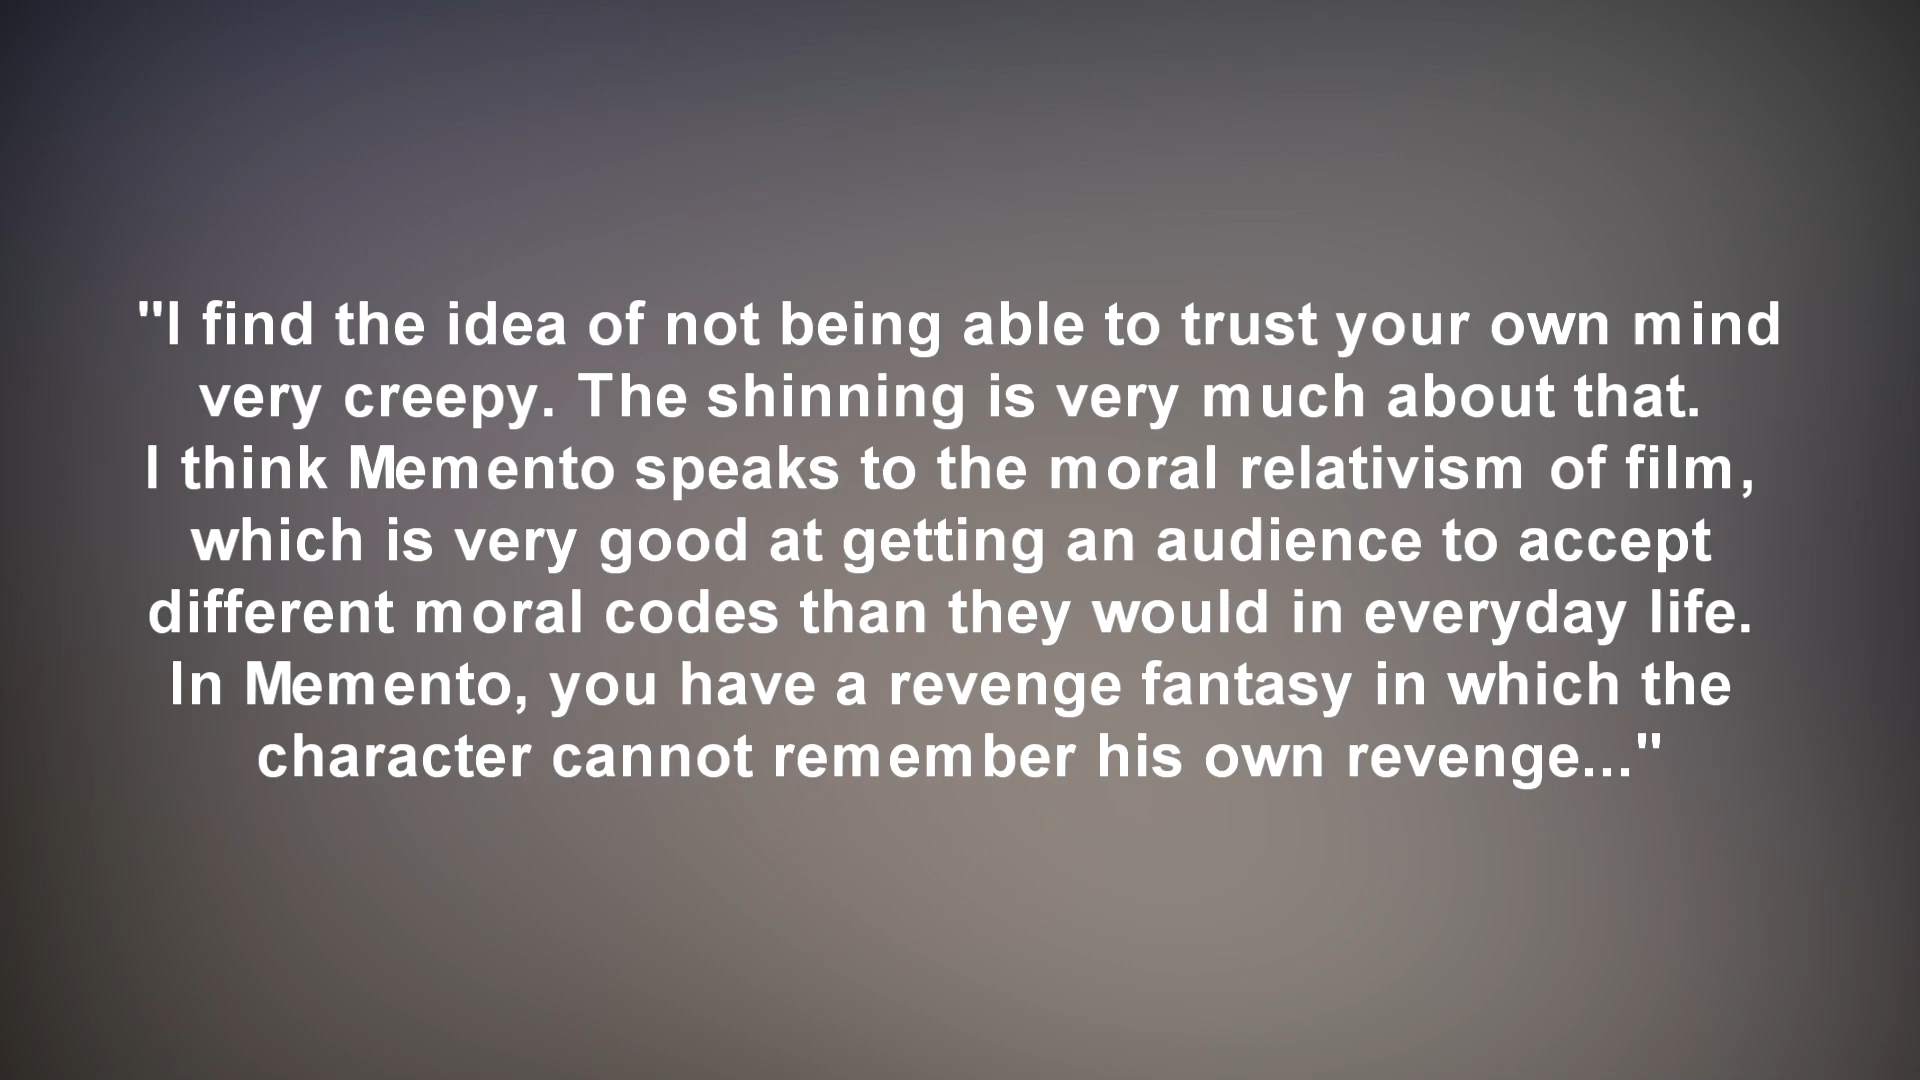 "I find the idea of not being able to trust your own mind
very creepy. The shinning is very much about that.
I think Memento speaks to the moral relativism of film,
which is very good at getting an audience to accept
different moral codes than they would in everyday life.
In Memento, you have a revenge fantasy in which the
character cannot remember his own revenge..."